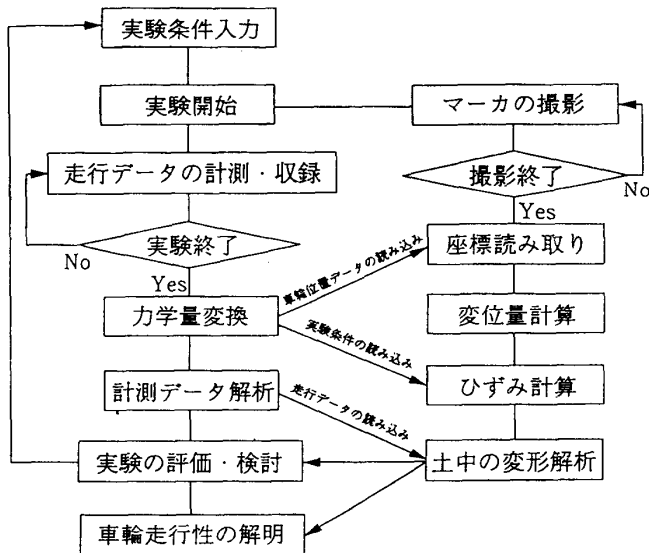 実験条件入力
実験開始
マーカの撮影
走行データの計測・収録
撮影終了
No
Yes
実験終了
No
Yes
座標読み取り
車輪位置データの読み込み
力学量変換
変位量計算
実験条件の読み込み
計測データ解析
ひずみ計算
走行データの読み込み
実験の評価・検討
土中の変形解析
車輪走行性の解明